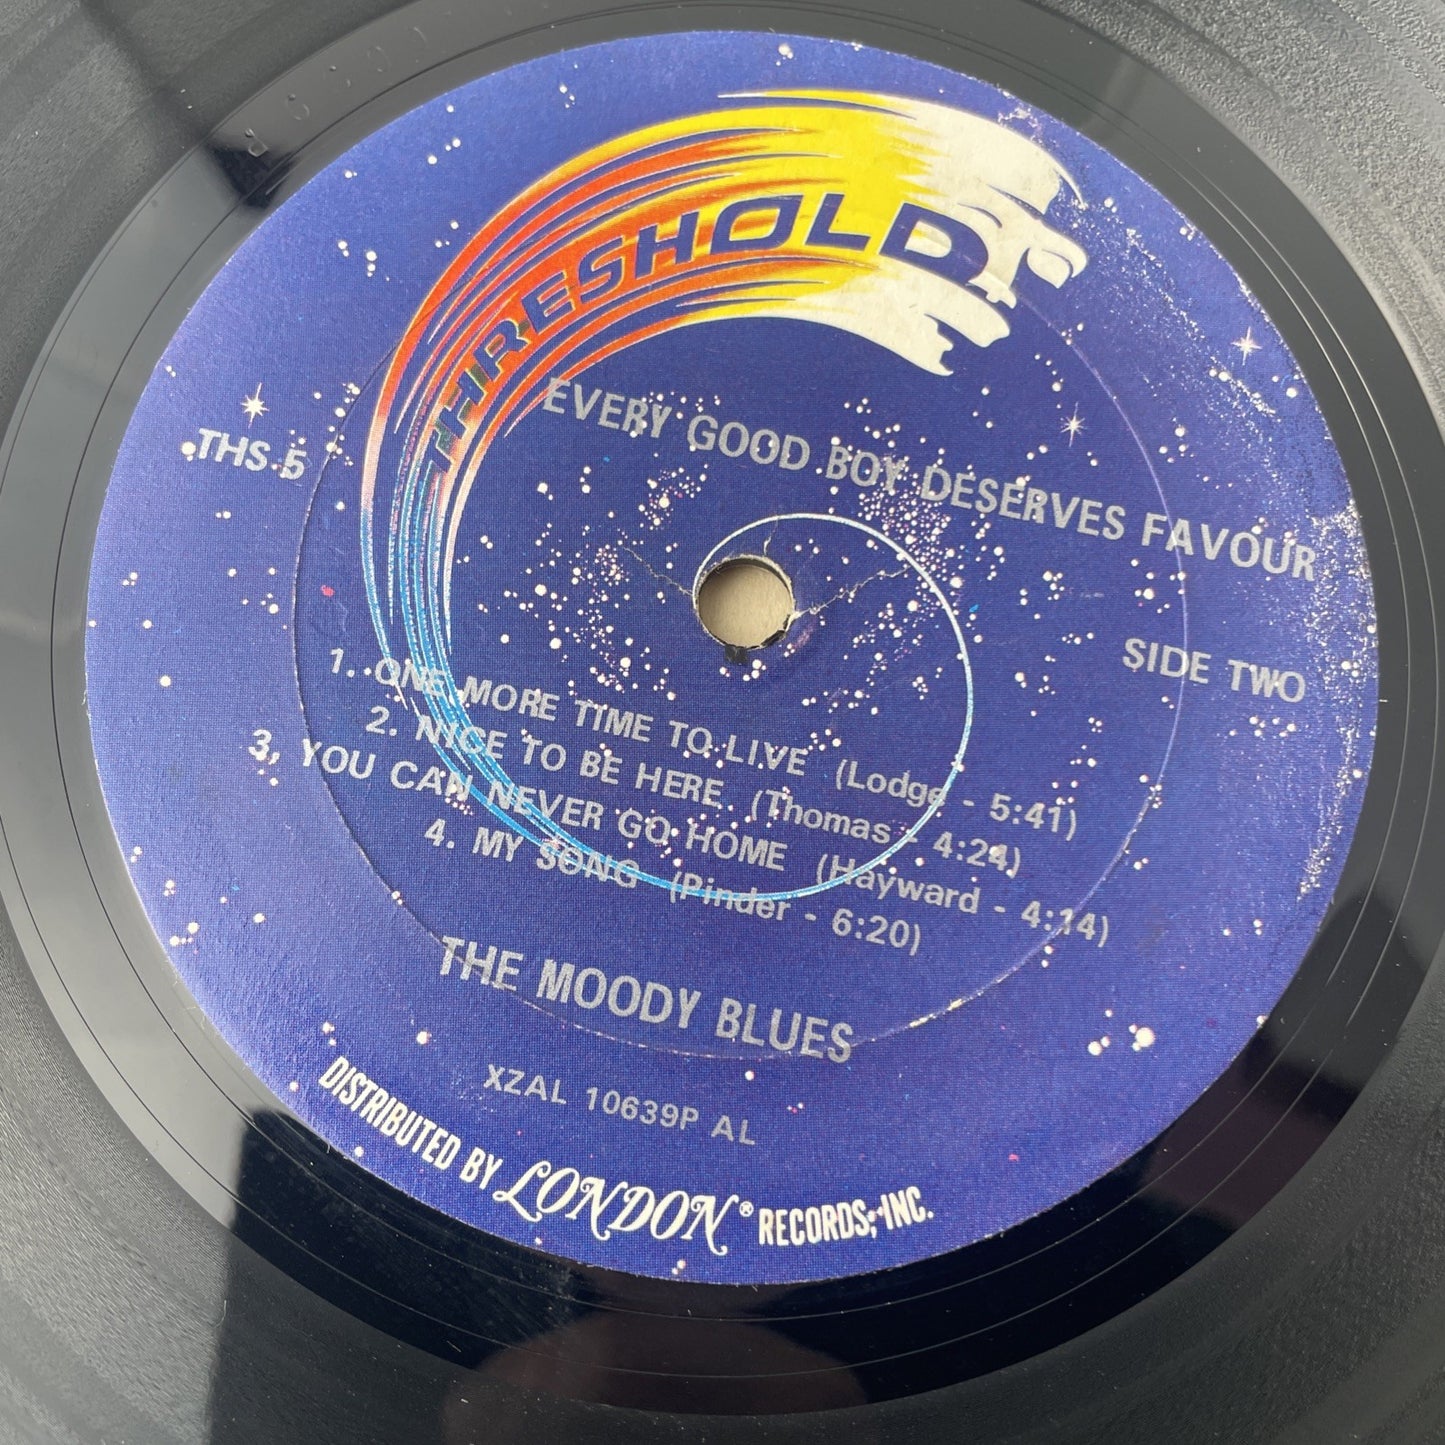 THRESHOLD
EVERY GOOD BOY DESERVES FAVOUR
THS 5
SIDE TWO
1. ONE MORE TIME TO LIVE (Lodge - 5:41)
2. NICE TO BE HERE (Thomas - 4:24)
3. YOU CAN NEVER GO HOME (Hayward - 4:14)
4. MY SONG (Pinder - 6:20)
THE MOODY BLUES
XZAL 10639P AL
DISTRIBUTED BY LONDON® RECORDS, INC.